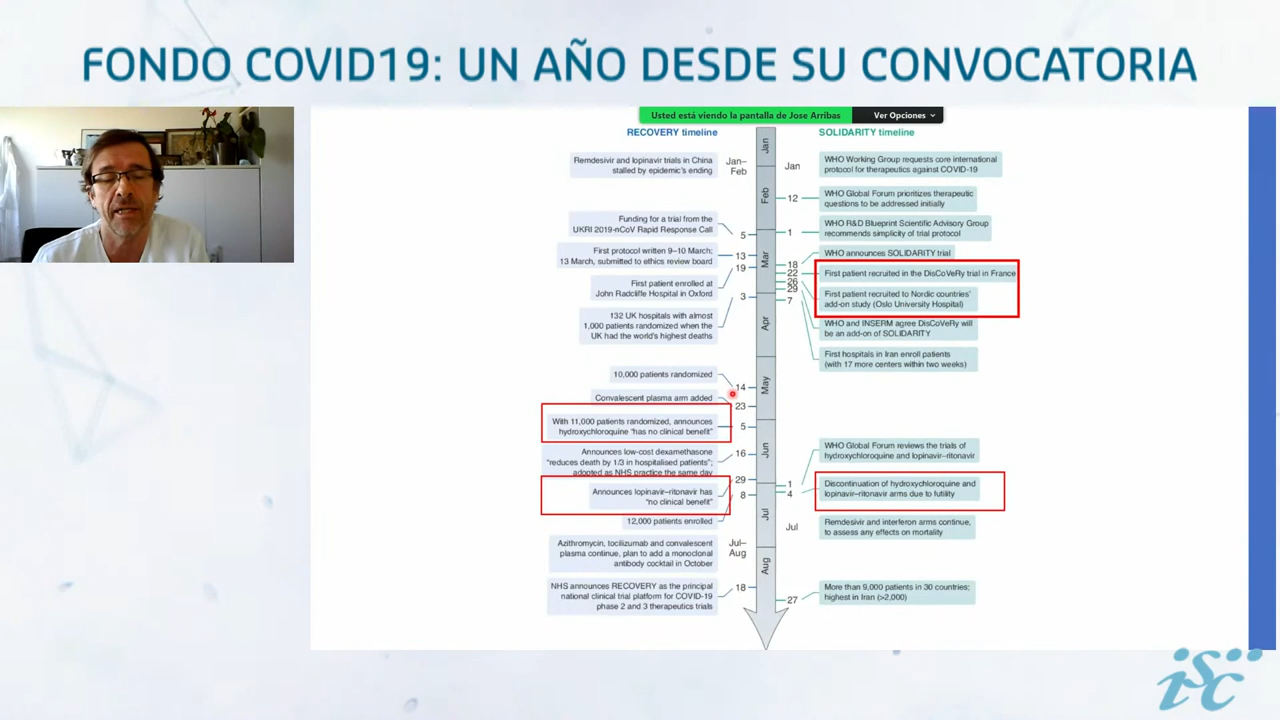 FONDO COVID19: UN AÑO DESDE SU CONVOCATORIA
Usted está viendo la pantalla de Jose Arribas
Ver Opciones
RECOVERY timeline
Remdesivir and lopinavir trials in China
stalled by epidemic's ending
Jan–
Feb
Funding for a trial from the
UKRI 2019-nCoV Rapid Response Call
5
First protocol written 9–10 March;
13 March, submitted to ethics review board
13
First patient enrolled at
John Radcliffe Hospital in Oxford
19
132 UK hospitals with almost
1,000 patients randomized when the
UK had the world's highest deaths
3
10,000 patients randomized
14
Convalescent plasma arm added
23
With 11,000 patients randomized, announces
hydroxychloroquine “has no clinical benefit”
5
Announces low-cost dexamethasone
“reduces death by 1/3 in hospitalised patients”;
adopted as NHS practice the same day
16
Announces lopinavir–ritonavir has
“no clinical benefit”
29
12,000 patients enrolled
8
Azithromycin, tocilizumab and convalescent
plasma continue, plan to add a monoclonal
antibody cocktail in October
Jul–
Aug
NHS announces RECOVERY as the principal
national clinical trial platform for COVID-19
phase 2 and 3 therapeutics trials
18
Jan
Feb
Mar
Apr
May
Jun
Jul
Aug
SOLIDARITY timeline
Jan
WHO Working Group requests core international
protocol for therapeutics against COVID-19
12
WHO Global Forum prioritizes therapeutic
questions to be addressed initially
1
WHO R&D Blueprint Scientific Advisory Group
recommends simplicity of trial protocol
18
WHO announces SOLIDARITY trial
22
First patient recruited in the DisCoVeRy trial in France
26
First patient recruited to Nordic countries'
add-on study (Oslo University Hospital)
29
WHO and INSERM agree DisCoVeRy will
be an add-on of SOLIDARITY
7
First hospitals in Iran enroll patients
(with 17 more centers within two weeks)
1
WHO Global Forum reviews the trials of
hydroxychloroquine and lopinavir–ritonavir
4
Discontinuation of hydroxychloroquine and
lopinavir–ritonavir arms due to futility
Jul
Remdesivir and interferon arms continue,
to assess any effects on mortality
27
More than 9,000 patients in 30 countries;
highest in Iran (>2,000)
isc